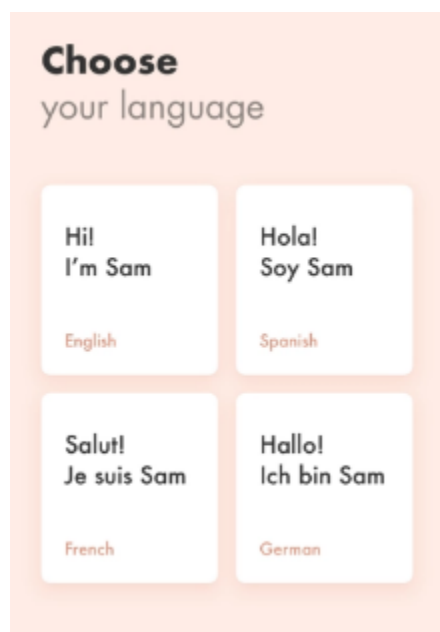 Choose
your language
Hi!
I'm Sam
English
Hola!
Soy Sam
Spanish
Salut!
Je suis Sam
French
Hallo!
Ich bin Sam
German